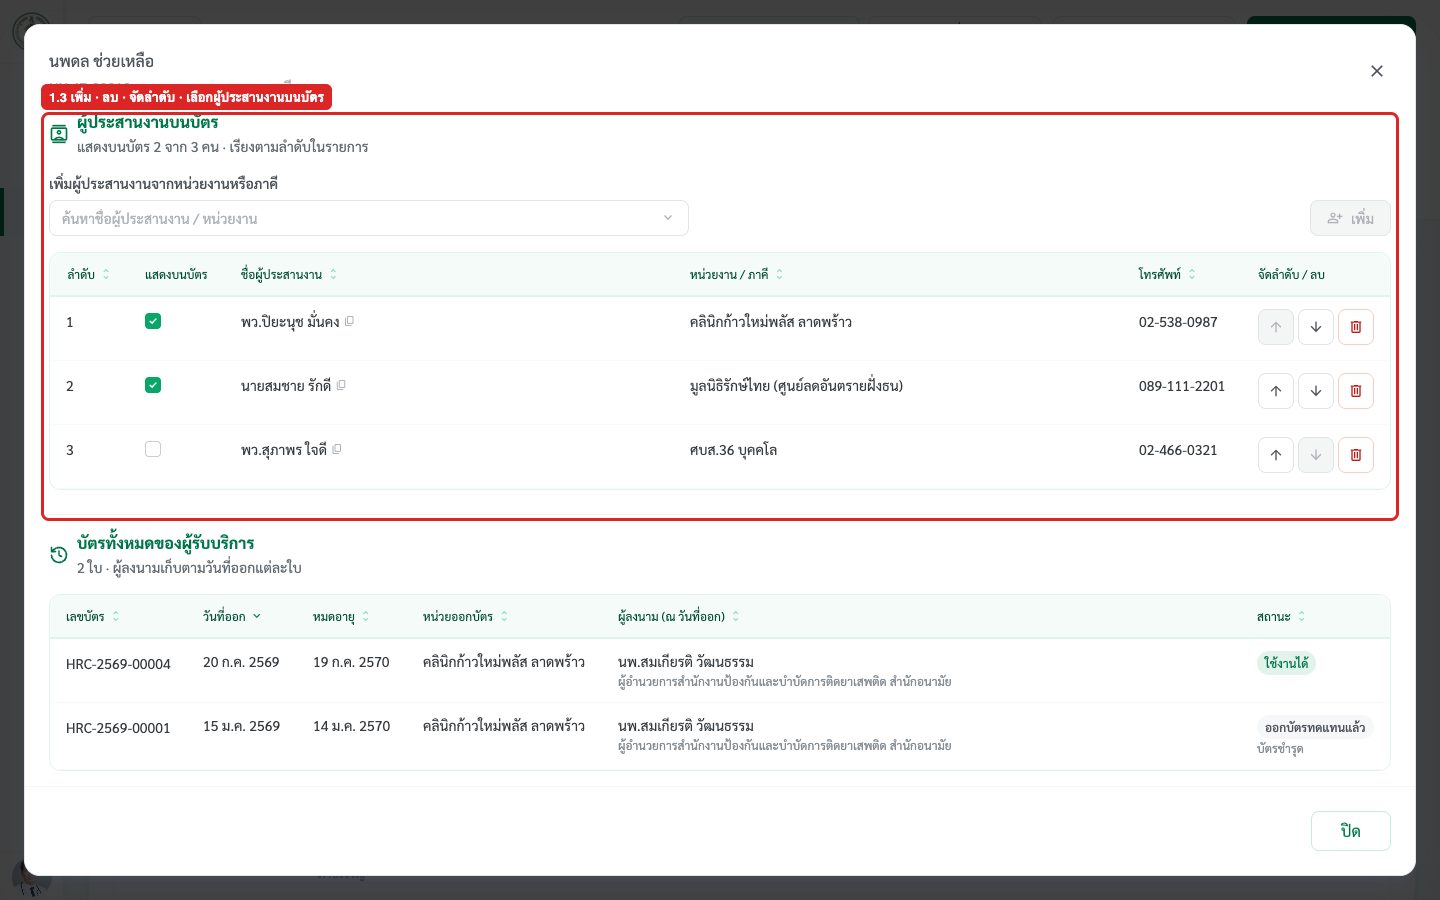 นพดล ช่วยเหลือ
1.3 เพิ่ม · ลบ · จัดลำดับ · เลือกผู้ประสานงานบนบัตร
ผู้ประสานงานบนบัตร
แสดงบนบัตร 2 จาก 3 คน · เรียงตามลำดับในรายการ
เพิ่มผู้ประสานงานจากหน่วยงานหรือภาคี
ค้นหาชื่อผู้ประสานงาน / หน่วยงาน
เพิ่ม
ลำดับ แสดงบนบัตร ชื่อผู้ประสานงาน หน่วยงาน / ภาคี โทรศัพท์ จัดลำดับ / ลบ
1 พว.ปิยะนุช มั่นคง คลินิกก้าวใหม่พลัส ลาดพร้าว 02-538-0987
2 นายสมชาย รักดี มูลนิธิรักษ์ไทย (ศูนย์ลดอันตรายฝั่งธน) 089-111-2201
3 พว.สุภาพร ใจดี ศบส.36 บุคคโล 02-466-0321
บัตรทั้งหมดของผู้รับบริการ
2 ใบ · ผู้ลงนามเก็บตามวันที่ออกแต่ละใบ
เลขบัตร วันที่ออก หมดอายุ หน่วยออกบัตร ผู้ลงนาม (ณ วันที่ออก) สถานะ
HRC-2569-00004 20 ก.ค. 2569 19 ก.ค. 2570 คลินิกก้าวใหม่พลัส ลาดพร้าว นพ.สมเกียรติ วัฒนธรรม ใช้งานได้
ผู้อำนวยการสำนักงานป้องกันและบำบัดการติดยาเสพติด สำนักอนามัย
HRC-2569-00001 15 ม.ค. 2569 14 ม.ค. 2570 คลินิกก้าวใหม่พลัส ลาดพร้าว นพ.สมเกียรติ วัฒนธรรม ออกบัตรทดแทนแล้ว
ผู้อำนวยการสำนักงานป้องกันและบำบัดการติดยาเสพติด สำนักอนามัย บัตรชำรุด
ปิด